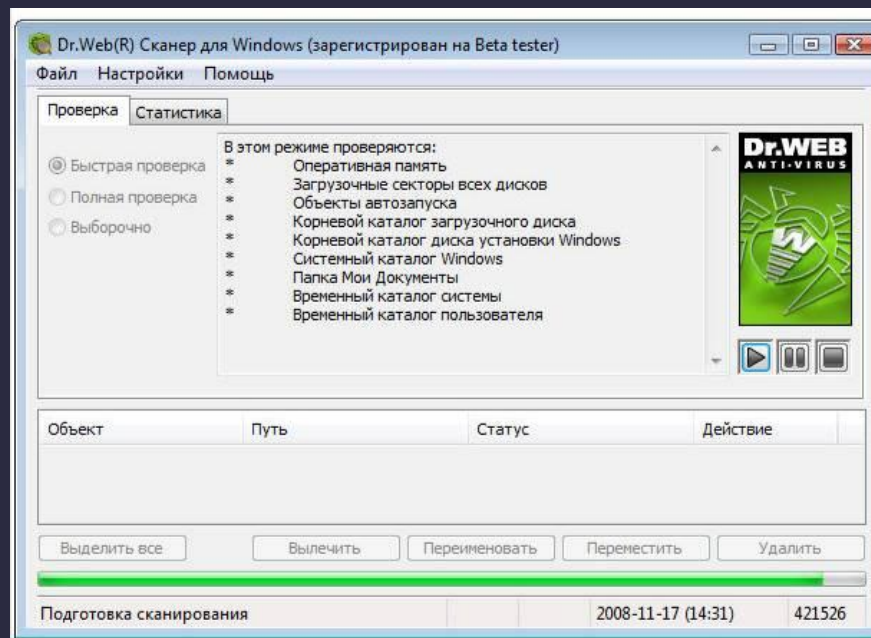 Dr.Web(R) Сканер для Windows (зарегистрирован на Beta tester)
Файл Настройки Помощь
Проверка Статистика
Быстрая проверка
Полная проверка
Выборочно
В этом режиме проверяются:
* Оперативная память
* Загрузочные секторы всех дисков
* Объекты автозапуска
* Корневой каталог загрузочного диска
* Корневой каталог диска установки Windows
* Системный каталог Windows
* Папка Мои Документы
* Временный каталог системы
* Временный каталог пользователя
Dr.WEB
ANTI-VIRUS
Объект Путь Статус Действие
Выделить все Вылечить Переименовать Переместить Удалить
Подготовка сканирования 2008-11-17 (14:31) 421526